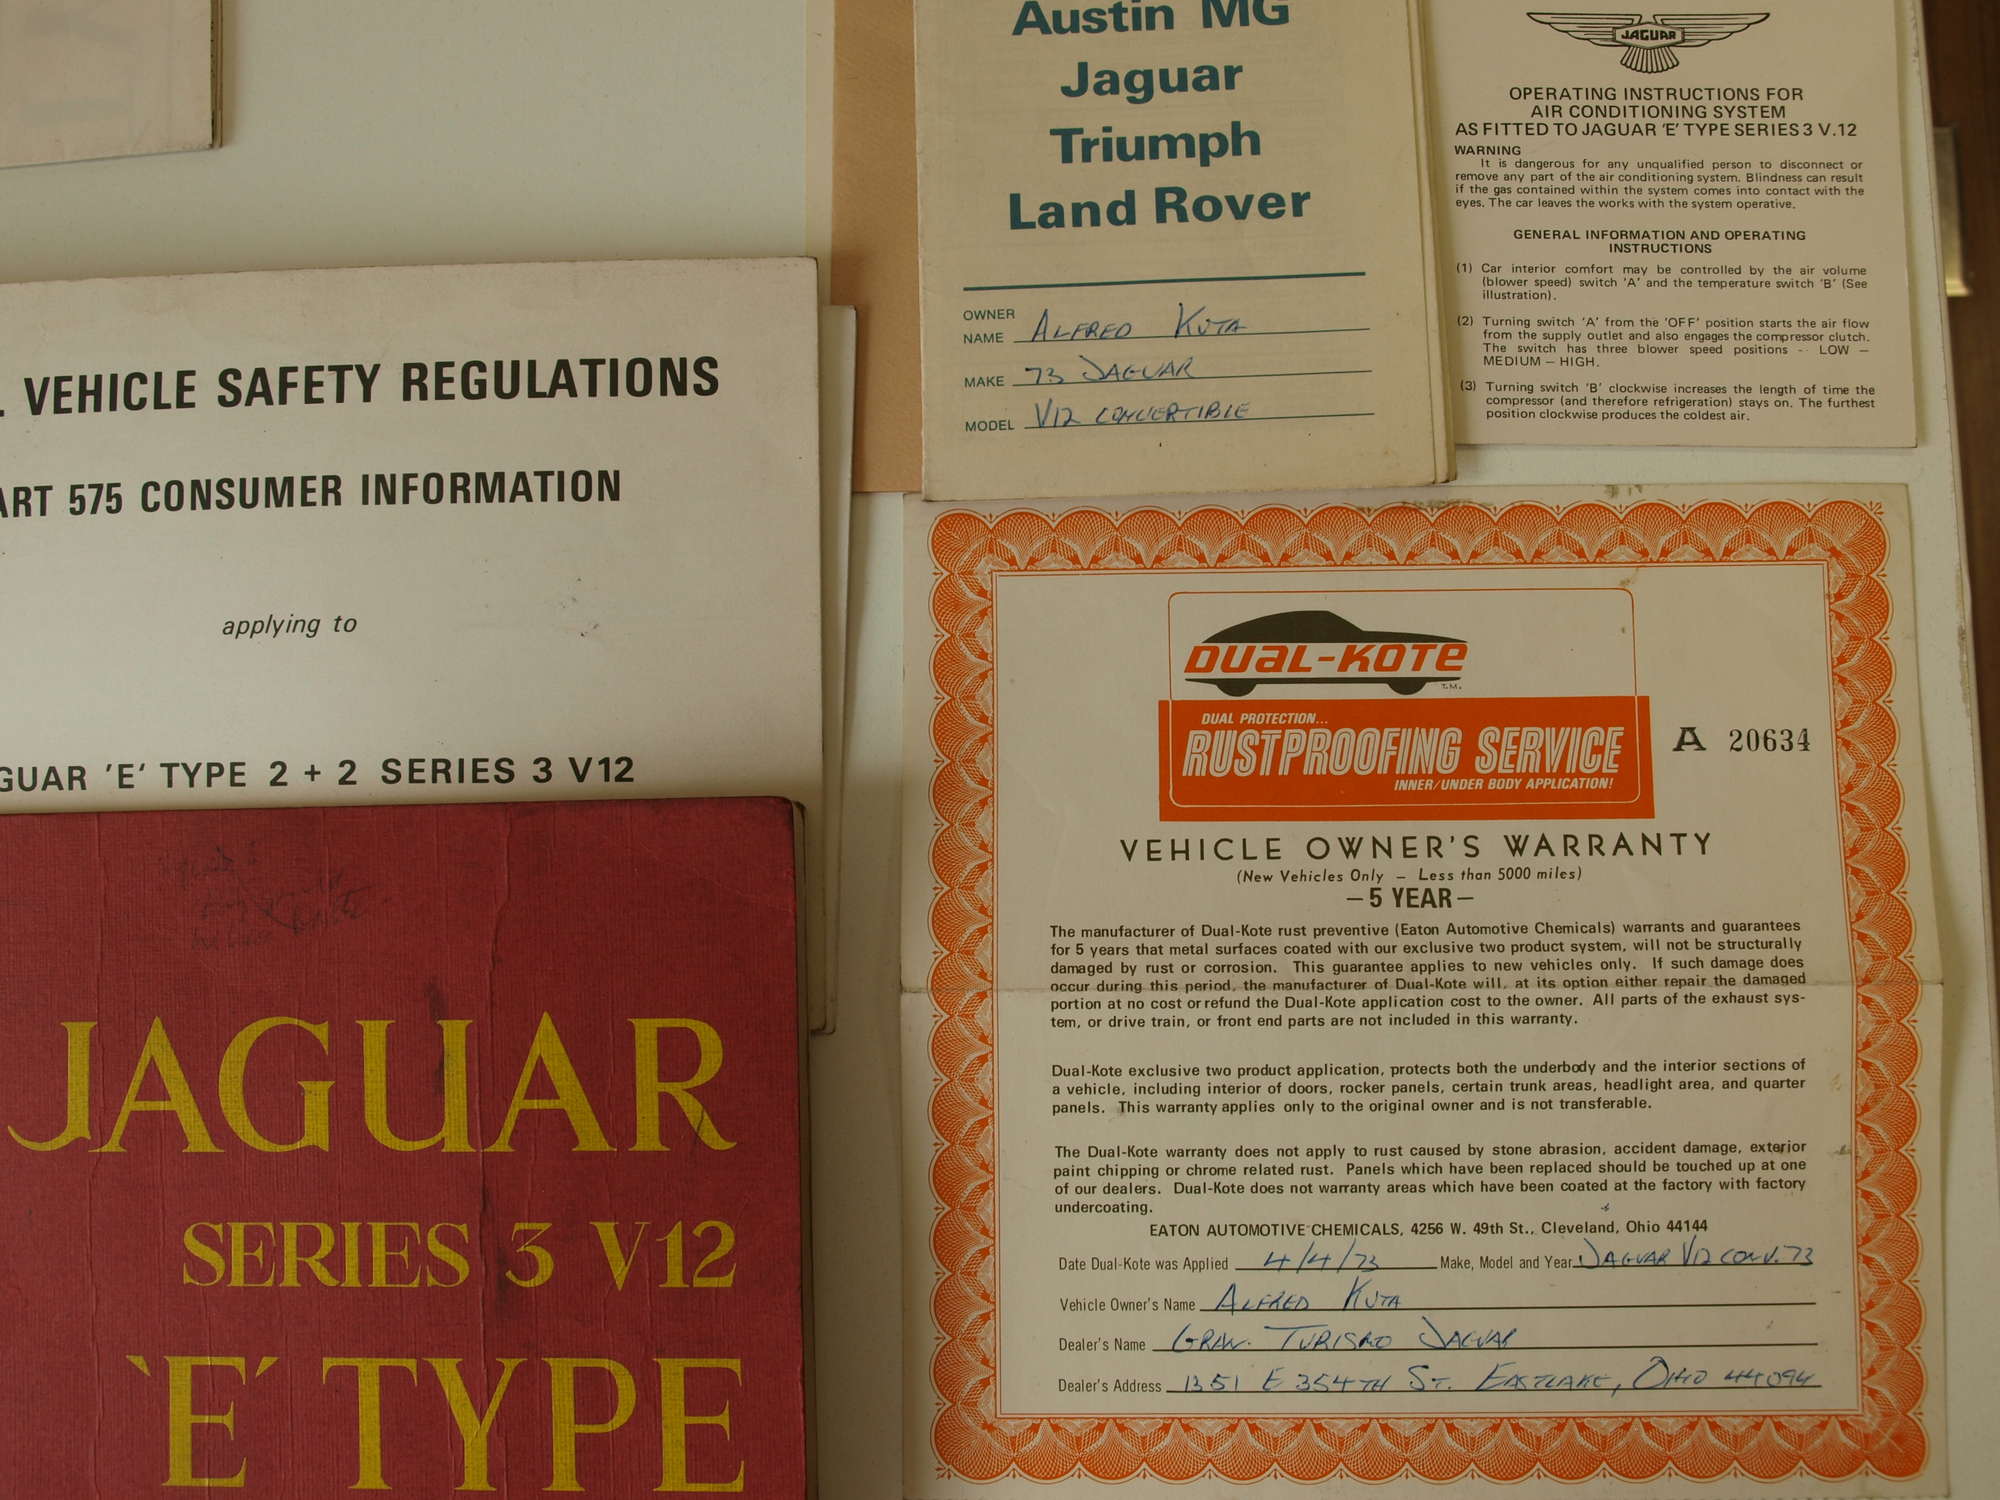 Austin MG
Jaguar
Triumph
Land Rover
OWNER
NAME ALFRED KUTA
MAKE 73 JAGUAR
MODEL V12 CONVERTIBLE
JAGUAR
OPERATING INSTRUCTIONS FOR
AIR CONDITIONING SYSTEM
AS FITTED TO JAGUAR 'E' TYPE SERIES 3 V.12
WARNING
It is dangerous for any unqualified person to disconnect or
remove any part of the air conditioning system. Blindness can result
if the gas contained within the system comes into contact with the
eyes. The car leaves the works with the system operative.
GENERAL INFORMATION AND OPERATING
INSTRUCTIONS
(1) Car interior comfort may be controlled by the air volume
(blower speed) switch 'A' and the temperature switch 'B' (See
illustration).
(2) Turning switch 'A' from the 'OFF' position starts the air flow
from the supply outlet and also engages the compressor clutch.
The switch has three blower speed positions -- LOW —
MEDIUM — HIGH.
(3) Turning switch 'B' clockwise increases the length of time the
compressor (and therefore refrigeration) stays on. The furthest
position clockwise produces the coldest air.
. VEHICLE SAFETY REGULATIONS
ART 575 CONSUMER INFORMATION
applying to
GUAR 'E' TYPE 2 + 2 SERIES 3 V12
JAGUAR
SERIES 3 V12
'E' TYPE
DUAL-KOTE
T.M.
DUAL PROTECTION...
RUSTPROOFING SERVICE
INNER/UNDER BODY APPLICATION!
A 20634
VEHICLE OWNER'S WARRANTY
(New Vehicles Only — Less than 5000 miles)
— 5 YEAR —
The manufacturer of Dual-Kote rust preventive (Eaton Automotive Chemicals) warrants and guarantees
for 5 years that metal surfaces coated with our exclusive two product system, will not be structurally
damaged by rust or corrosion. This guarantee applies to new vehicles only. If such damage does
occur during this period, the manufacturer of Dual-Kote will, at its option either repair the damaged
portion at no cost or refund the Dual-Kote application cost to the owner. All parts of the exhaust sys-
tem, or drive train, or front end parts are not included in this warranty.
Dual-Kote exclusive two product application, protects both the underbody and the interior sections of
a vehicle, including interior of doors, rocker panels, certain trunk areas, headlight area, and quarter
panels. This warranty applies only to the original owner and is not transferable.
The Dual-Kote warranty does not apply to rust caused by stone abrasion, accident damage, exterior
paint chipping or chrome related rust. Panels which have been replaced should be touched up at one
of our dealers. Dual-Kote does not warranty areas which have been coated at the factory with factory
undercoating.
EATON AUTOMOTIVE CHEMICALS, 4256 W. 49th St., Cleveland, Ohio 44144
Date Dual-Kote was Applied 4/4/73 Make, Model and Year JAGUAR V12 CONV. 73
Vehicle Owner's Name ALFRED KUTA
Dealer's Name GRAN. TURISMO JAGUAR
Dealer's Address 1351 E 354TH ST. EASTLAKE, OHIO 44094